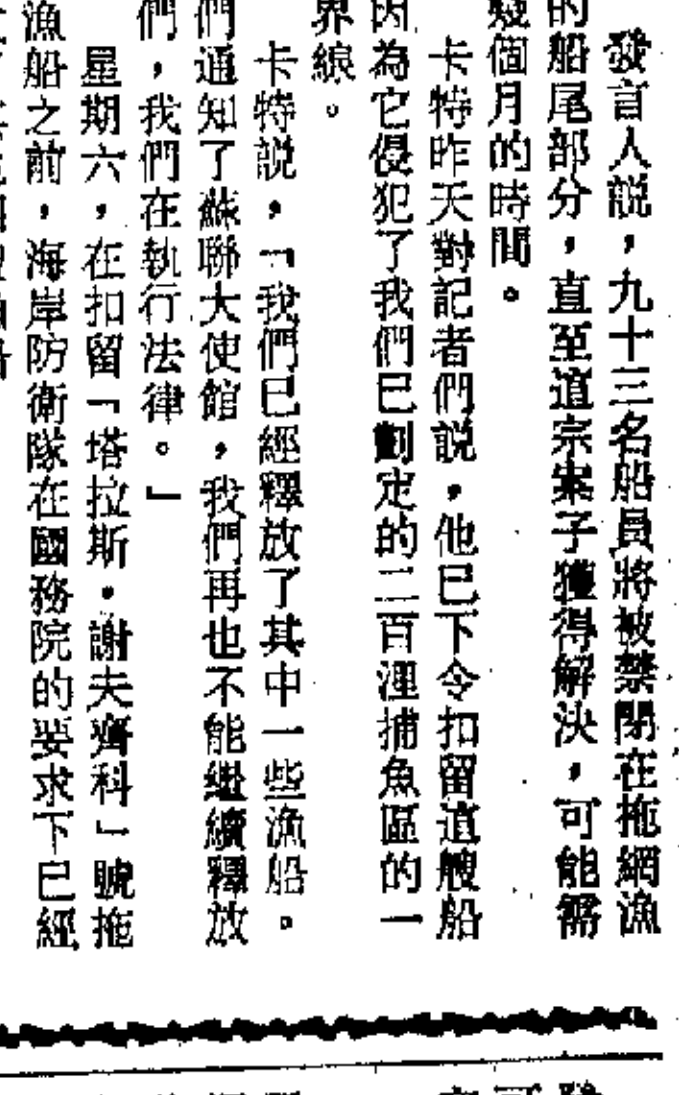 發言人說，九十三名船員將被禁閉在拖網漁
的船尾部分，直至這宗案子獲得解決，可能需
幾個月的時間。
卡特昨天對記者們說，他已下令扣留這艘船
因為它侵犯了我們已劃定的二百浬捕魚區的一
界線。
卡特說，「我們已經釋放了其中一些漁船。
們通知了蘇聯大使館，我們再也不能繼續釋放
們，我們在執行法律。」
星期六，在扣留「塔拉斯·謝夫齊科」號拖
漁船之前，海岸防衛隊在國務院的要求下已經